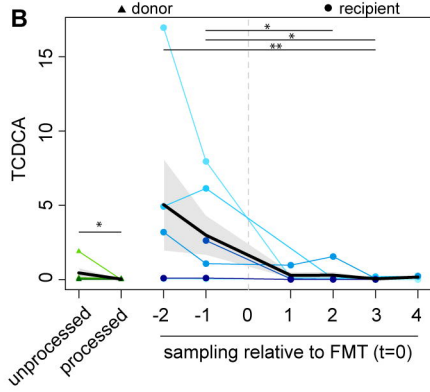 B
▲ donor
● recipient
*
*
**
*
TCDCA
15
10
5
0
unprocessed
processed
-2 -1 0 1 2 3 4
sampling relative to FMT (t=0)